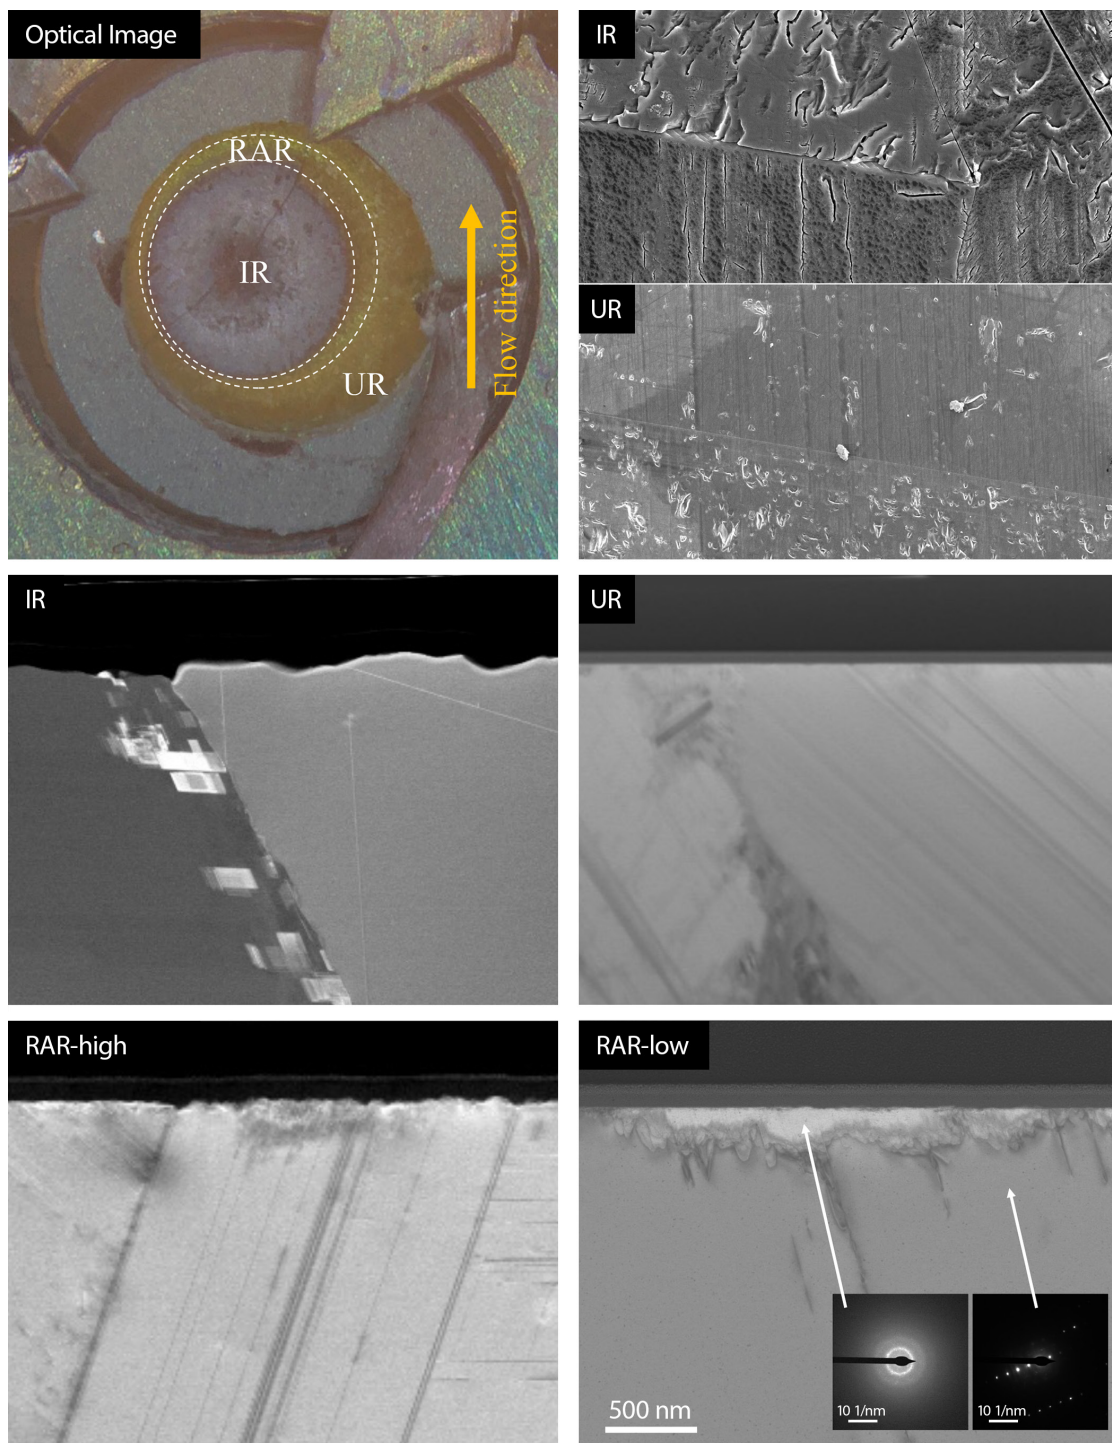 Optical Image
RAR
IR
UR
Flow direction
IR
UR
IR
UR
RAR-high
RAR-low
500 nm
10 1/nm
10 1/nm